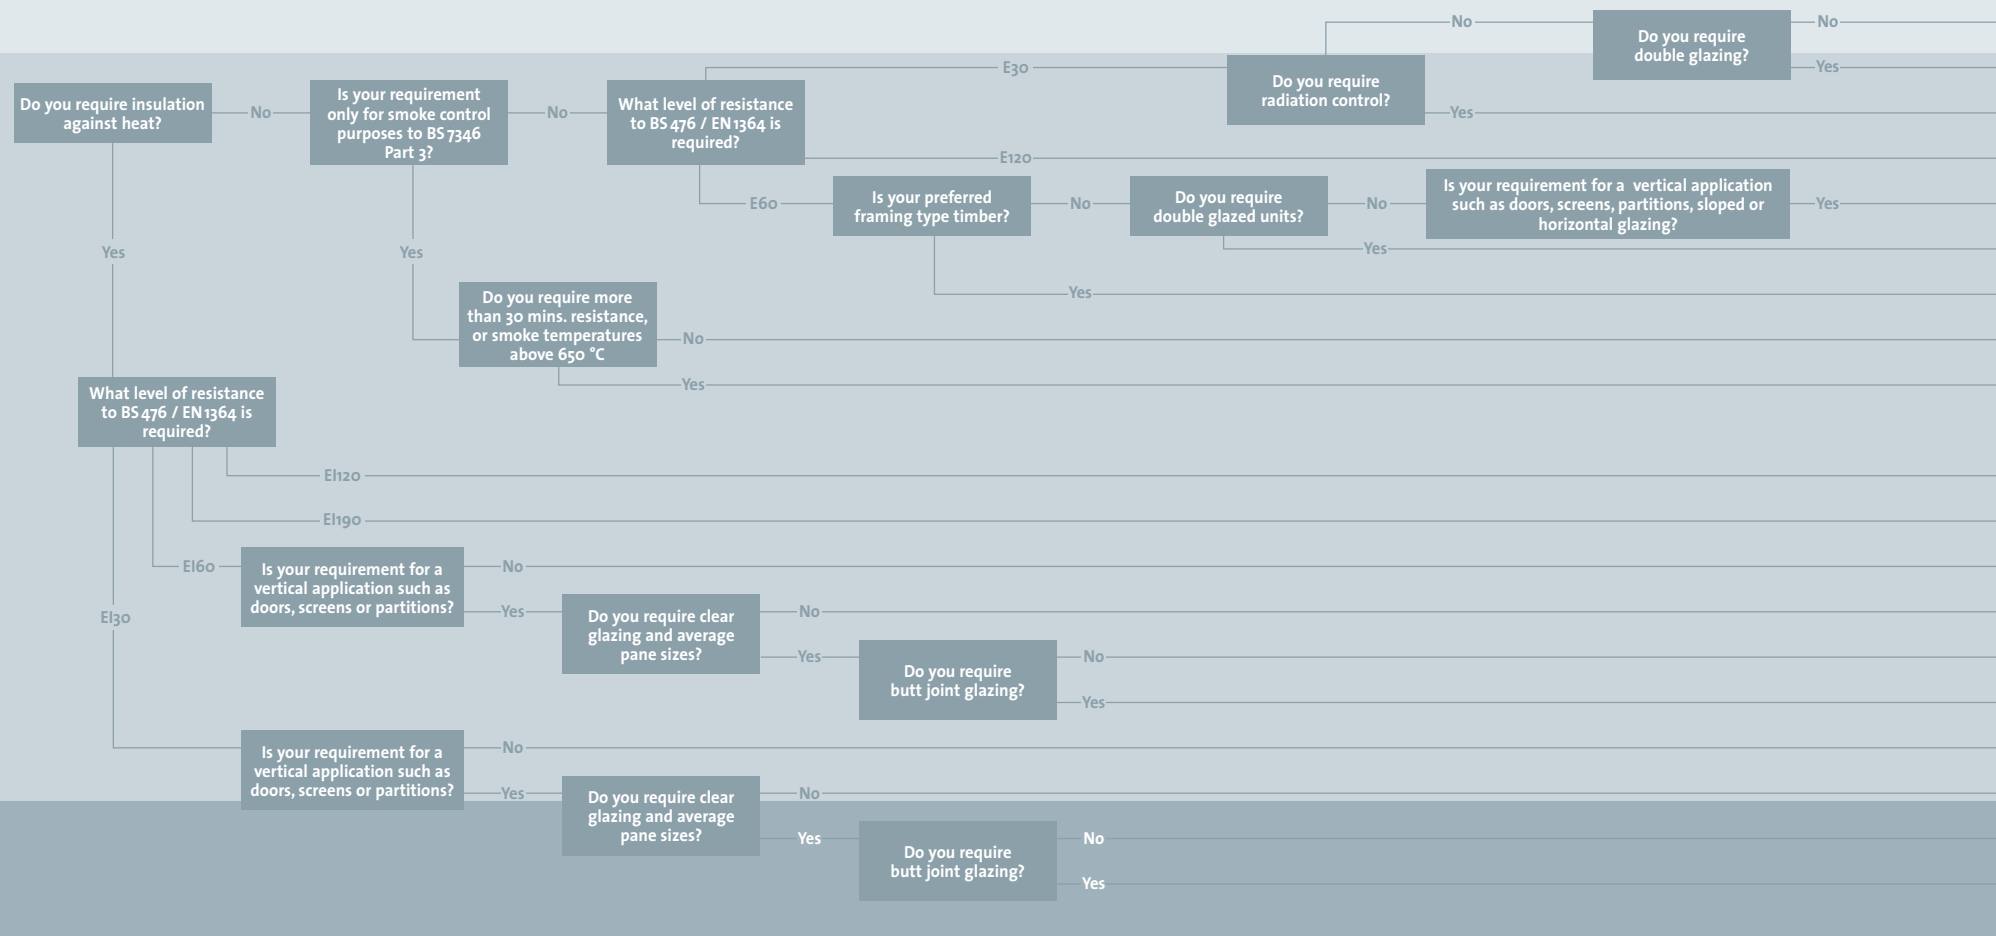 No
Do you require
double glazing?
No
Yes
E30
Do you require
radiation control?
Yes
Do you require insulation
against heat?
No
Is your requirement
only for smoke control
purposes to BS 7346
Part 3?
No
What level of resistance
to BS 476 / EN 1364 is
required?
E120
E60
Is your preferred
framing type timber?
No
Do you require
double glazed units?
No
Is your requirement for a vertical application
such as doors, screens, partitions, sloped or
horizontal glazing?
Yes
Yes
Yes
Yes
Yes
Do you require more
than 30 mins. resistance,
or smoke temperatures
above 650 °C
No
Yes
What level of resistance
to BS 476 / EN 1364 is
required?
EI120
EI190
EI60
Is your requirement for a
vertical application such as
doors, screens or partitions?
No
Yes
EI30
Do you require clear
glazing and average
pane sizes?
No
Yes
Do you require
butt joint glazing?
No
Yes
Is your requirement for a
vertical application such as
doors, screens or partitions?
No
Yes
Do you require clear
glazing and average
pane sizes?
No
Yes
Do you require
butt joint glazing?
No
Yes